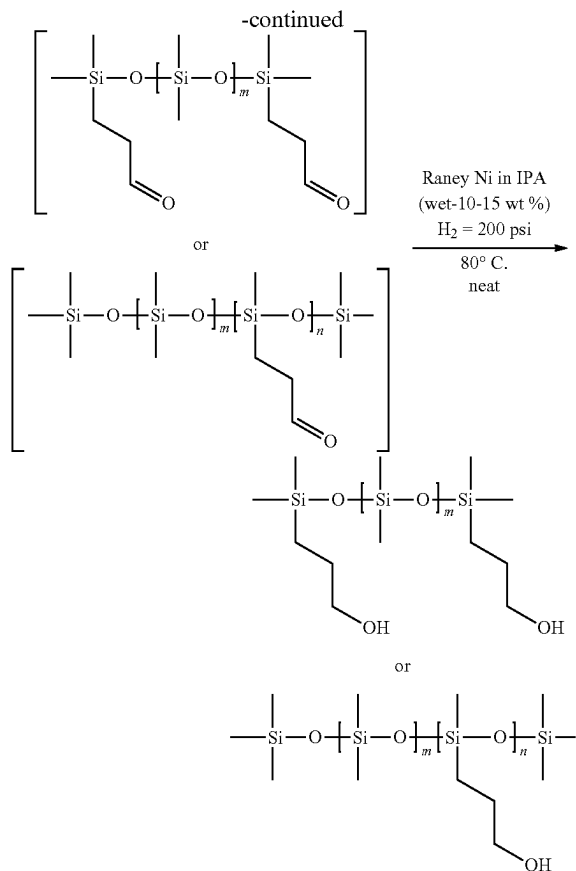 -continued
Si O Si O m Si
O O
or
Si O Si O m Si O n Si
O
Raney Ni in IPA
(wet-10-15 wt %)
H₂ = 200 psi
80° C.
neat
Si O Si O m Si
OH OH
or
Si O Si O m Si O n Si
OH